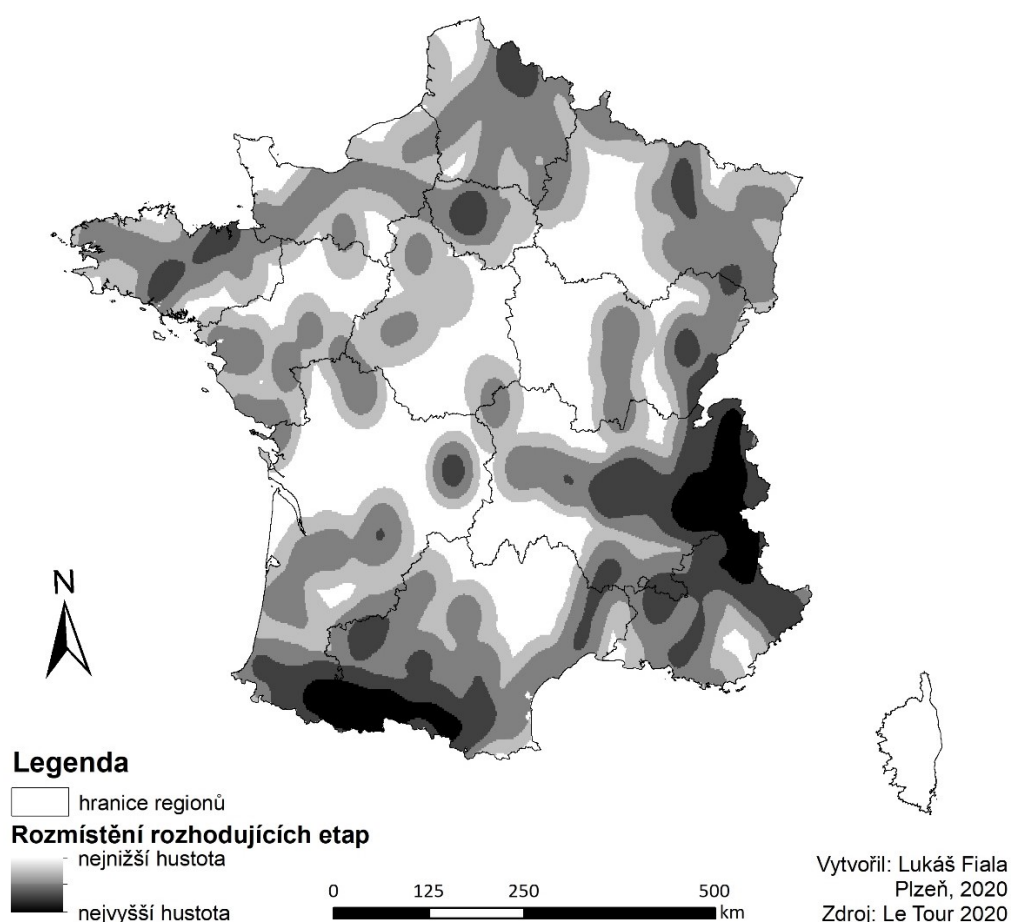 N
Legenda
hranice regionů
Rozmístění rozhodujících etap
nejnižší hustota
nejvyšší hustota
0 125 250 500
km
Vytvořil: Lukáš Fiala
Plzeň, 2020
Zdroj: Le Tour 2020